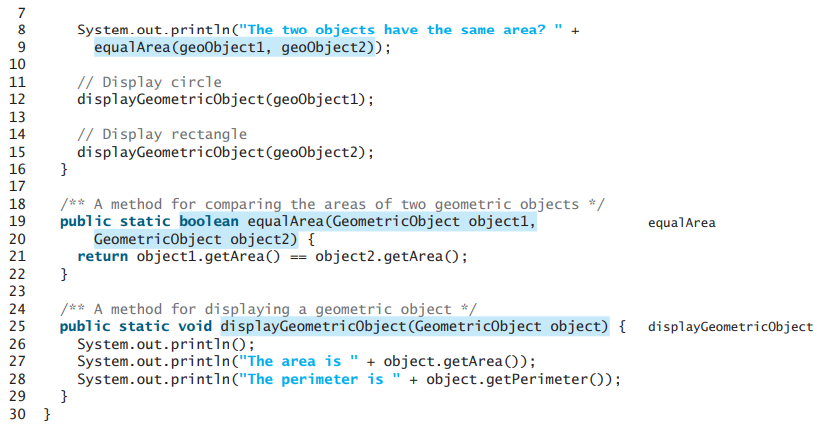 7
8 System.out.println("The two objects have the same area? " +
9 equalArea(geoObject1, geoObject2));
10
11 // Display circle
12 displayGeometricObject(geoObject1);
13
14 // Display rectangle
15 displayGeometricObject(geoObject2);
16 }
17
18 /** A method for comparing the areas of two geometric objects */
19 public static boolean equalArea(GeometricObject object1, equalArea
20 GeometricObject object2) {
21 return object1.getArea() == object2.getArea();
22 }
23
24 /** A method for displaying a geometric object */
25 public static void displayGeometricObject(GeometricObject object) { displayGeometricObject
26 System.out.println();
27 System.out.println("The area is " + object.getArea());
28 System.out.println("The perimeter is " + object.getPerimeter());
29 }
30 }